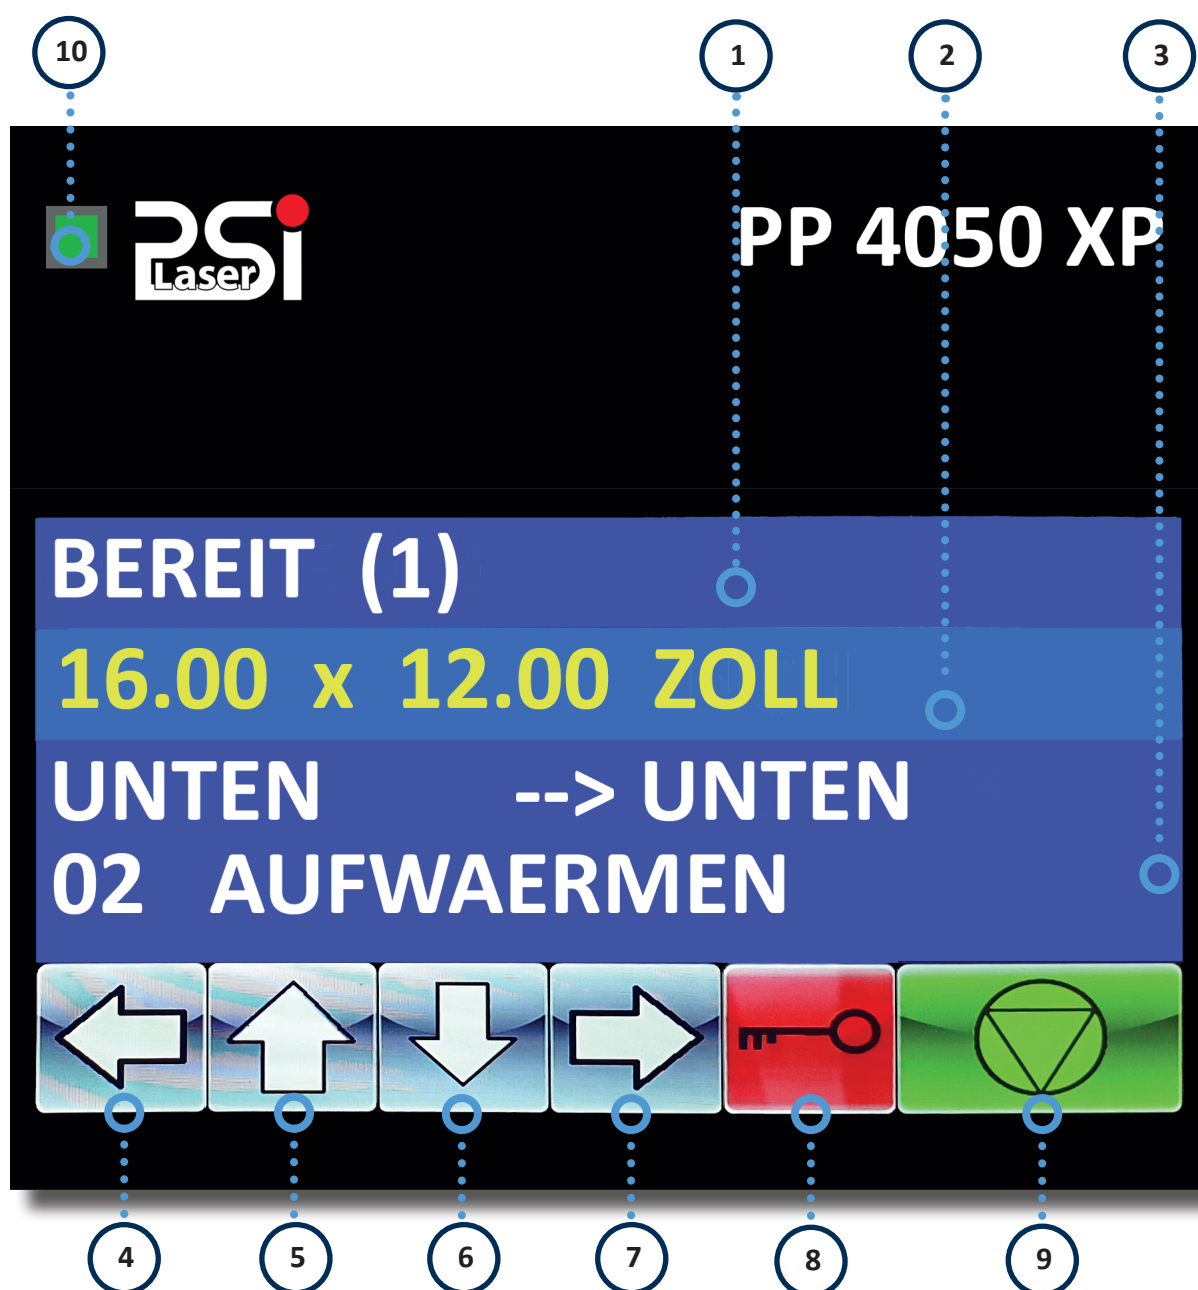 10
1
2
3
PSi
Laser
PP 4050 XP
BEREIT (1)
16.00 x 12.00 ZOLL
UNTEN --> UNTEN
02 AUFWAERMEN
4
5
6
7
8
9